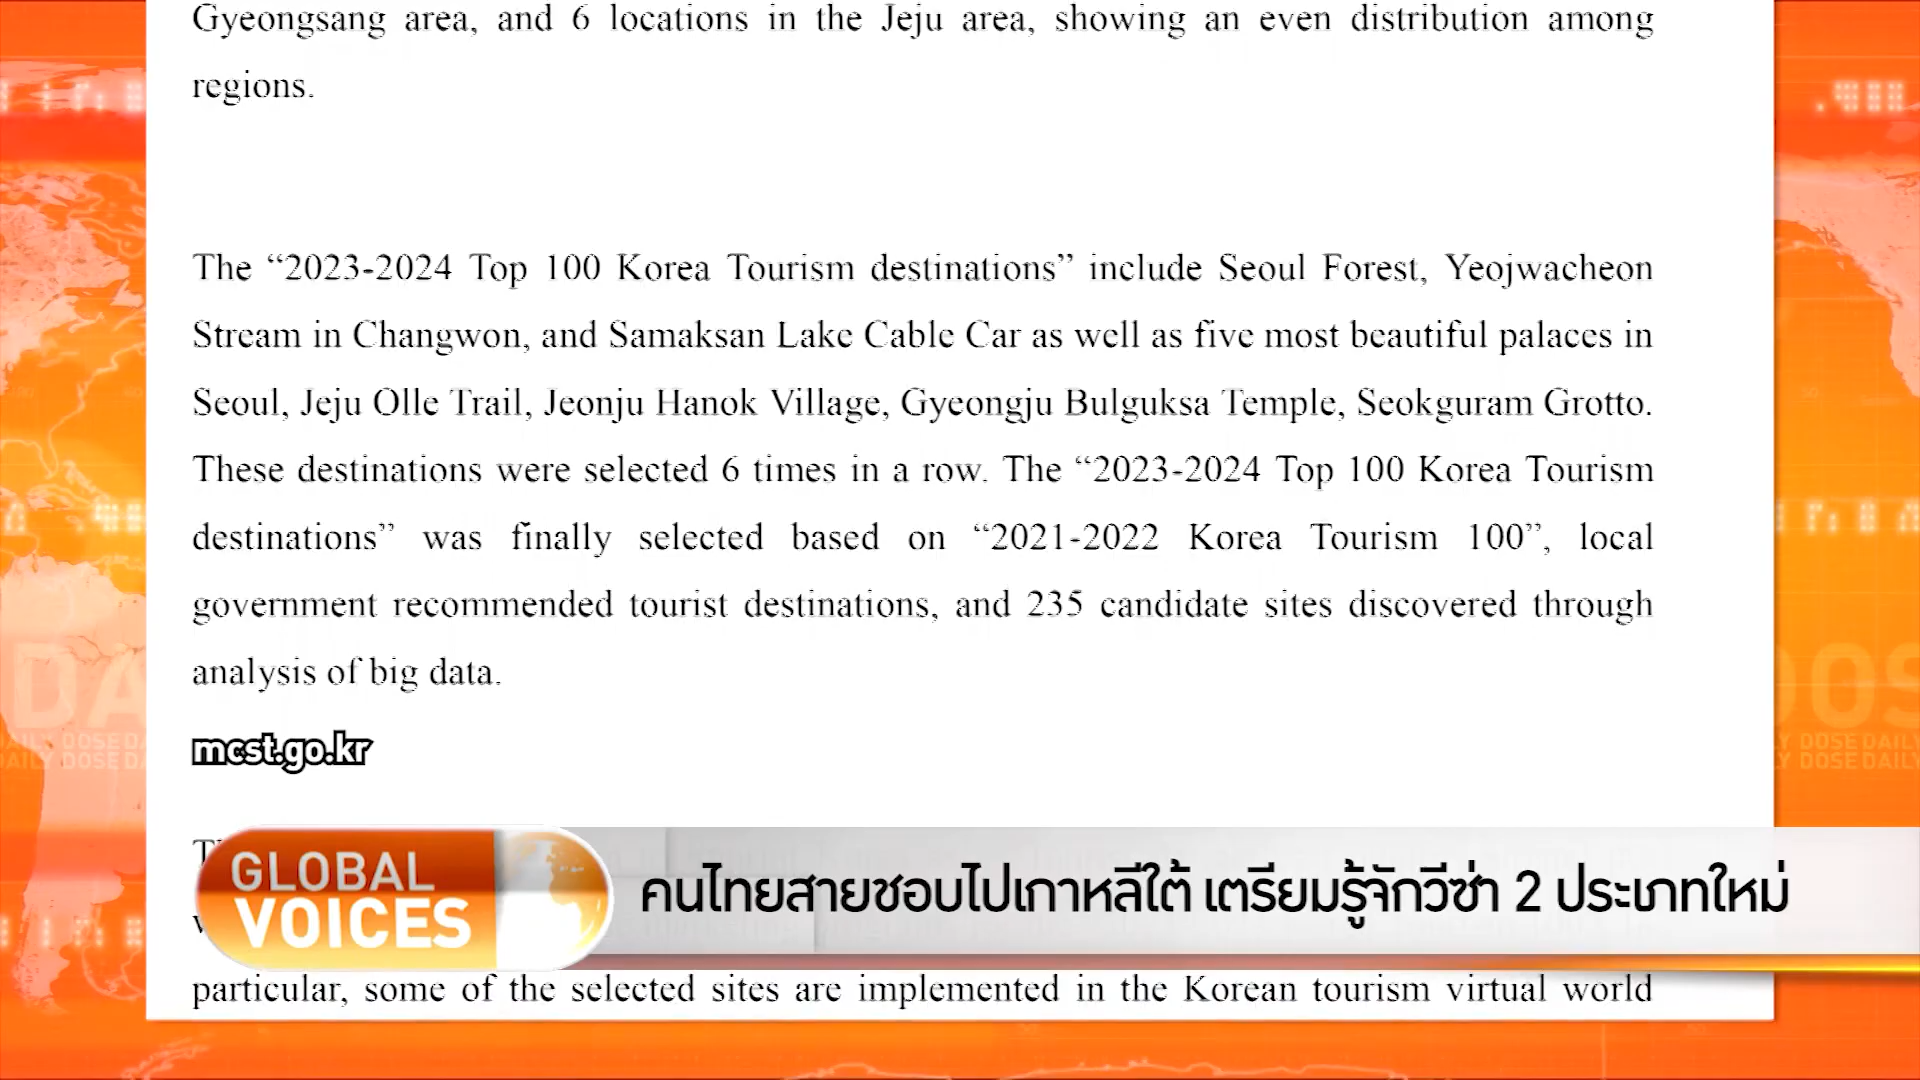 Gyeongsang area, and 6 locations in the Jeju area, showing an even distribution among
regions.
The “2023-2024 Top 100 Korea Tourism destinations” include Seoul Forest, Yeojwacheon
Stream in Changwon, and Samaksan Lake Cable Car as well as five most beautiful palaces in
Seoul, Jeju Olle Trail, Jeonju Hanok Village, Gyeongju Bulguksa Temple, Seokguram Grotto.
These destinations were selected 6 times in a row. The “2023-2024 Top 100 Korea Tourism
destinations” was finally selected based on “2021-2022 Korea Tourism 100”, local
government recommended tourist destinations, and 235 candidate sites discovered through
analysis of big data.
mcst.go.kr
GLOBAL
VOICES
คนไทยสายชอบไปเกาหลีใต้ เตรียมรู้จักวีซ่า 2 ประเภทใหม่
particular, some of the selected sites are implemented in the Korean tourism virtual world